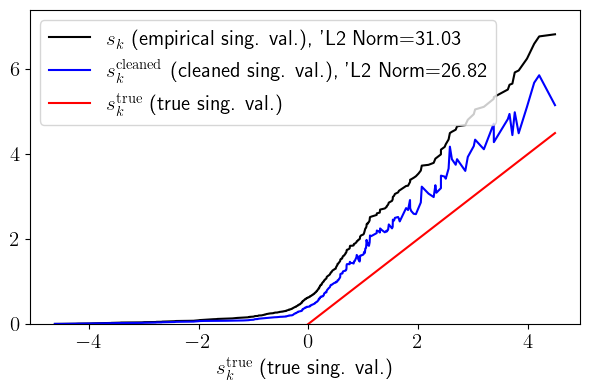 s_k (empirical sing. val.), 'L2 Norm=31.03
s_k^cleaned (cleaned sing. val.), 'L2 Norm=26.82
s_k^true (true sing. val.)
6
4
2
0
−4 −2 0 2 4
s_k^true (true sing. val.)